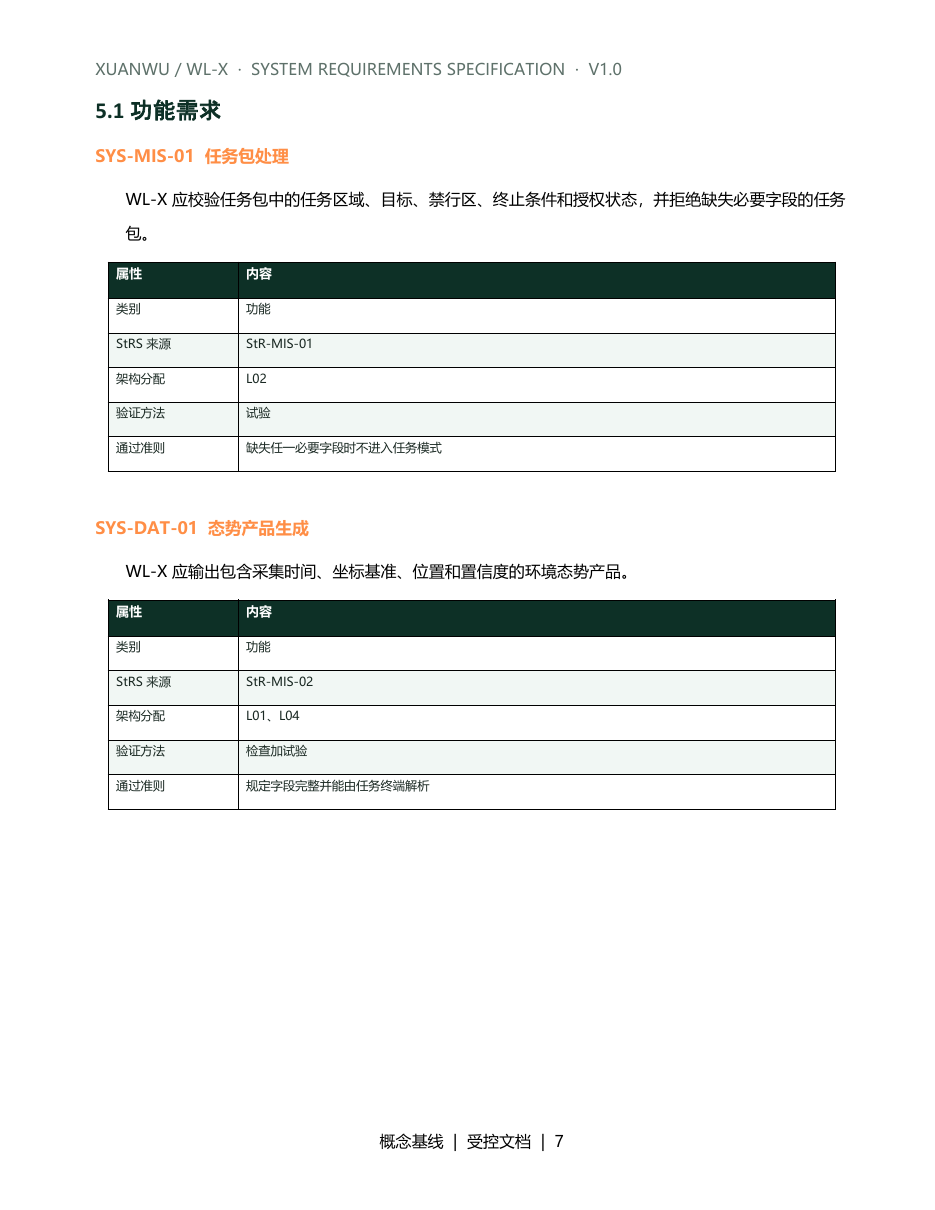 XUANWU / WL-X · SYSTEM REQUIREMENTS SPECIFICATION · V1.0
5.1 功能需求
SYS-MIS-01 任务包处理
WL-X 应校验任务包中的任务区域、目标、禁行区、终止条件和授权状态，并拒绝缺失必要字段的任务
包。
属性 内容
类别 功能
StRS 来源 StR-MIS-01
架构分配 L02
验证方法 试验
通过准则 缺失任一必要字段时不进入任务模式
SYS-DAT-01 态势产品生成
WL-X 应输出包含采集时间、坐标基准、位置和置信度的环境态势产品。
属性 内容
类别 功能
StRS 来源 StR-MIS-02
架构分配 L01、L04
验证方法 检查加试验
通过准则 规定字段完整并能由任务终端解析
概念基线 | 受控文档 | 7